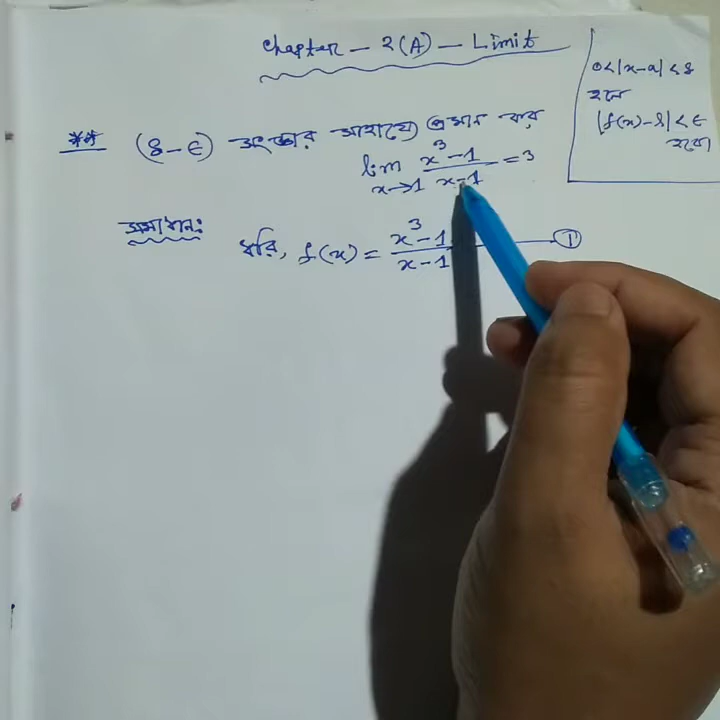 Chapter – 2(A) – Limit
** (δ-ϵ) সংজ্ঞার সাহায্যে প্রমান কর
lim x→1 x³-1/x-1 = 3
0<|x-a|<δ
হলে
|f(x)-l|<ϵ
হবে।
সমাধান:
ধরি, f(x) = x³-1/x-1 ①